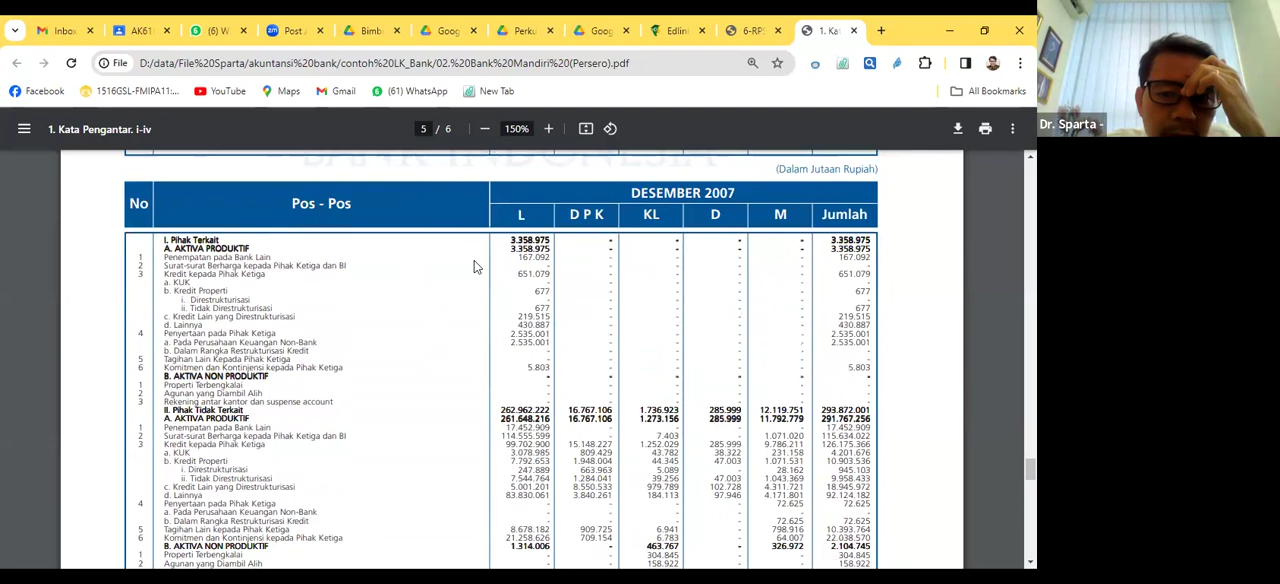 Inbox
AK61
(6) W
Post
Bimb
Goog
Perku
Goog
Edlin
6-RPS
1. Kat
File D:/data/File%20Sparta/akuntansi%20bank/contoh%20LK_Bank/02.%20Bank%20Mandiri%20(Persero).pdf
Facebook 1516GSL-FMIPA11:... YouTube Maps Gmail (61) WhatsApp New Tab All Bookmarks
1. Kata Pengantar. i-iv 5 / 6 150%
Dr. Sparta -
BANK INDONESIA
(Dalam Jutaan Rupiah)
No Pos - Pos DESEMBER 2007
L D P K KL D M Jumlah
I. Pihak Terkait 3.358.975 - - - - 3.358.975
A. AKTIVA PRODUKTIF 3.358.975 - - - - 3.358.975
1 Penempatan pada Bank Lain 167.092 - - - - 167.092
2 Surat-surat Berharga kepada Pihak Ketiga dan BI - - - - - -
3 Kredit kepada Pihak Ketiga 651.079 - - - - 651.079
a. KUK - - - - - -
b. Kredit Properti 677 - - - - 677
i. Direstrukturisasi - - - - - -
ii. Tidak Direstrukturisasi 677 - - - - 677
c. Kredit Lain yang Direstrukturisasi 219.515 - - - - 219.515
d. Lainnya 430.887 - - - - 430.887
4 Penyertaan pada Pihak Ketiga 2.535.001 - - - - 2.535.001
a. Pada Perusahaan Keuangan Non-Bank 2.535.001 - - - - 2.535.001
b. Dalam Rangka Restrukturisasi Kredit - - - - - -
5 Tagihan Lain Kepada Pihak Ketiga - - - - - -
6 Komitmen dan Kontinjensi kepada Pihak Ketiga 5.803 - - - - 5.803
B. AKTIVA NON PRODUKTIF - - - - - -
1 Properti Terbengkalai - - - - - -
2 Agunan yang Diambil Alih - - - - - -
3 Rekening antar kantor dan suspense account - - - - - -
II. Pihak Tidak Terkait 262.962.222 16.767.106 1.736.923 285.999 12.119.751 293.872.001
A. AKTIVA PRODUKTIF 261.648.216 16.767.106 1.273.156 285.999 11.792.779 291.767.256
1 Penempatan pada Bank Lain 17.452.909 - - - - 17.452.909
2 Surat-surat Berharga kepada Pihak Ketiga dan BI 114.555.599 - 7.403 - 1.071.020 115.634.022
3 Kredit kepada Pihak Ketiga 99.702.900 15.148.227 1.252.029 285.999 9.786.211 126.175.366
a. KUK 3.078.985 809.429 43.782 38.322 231.158 4.201.676
b. Kredit Properti 7.792.653 1.948.004 44.345 47.003 1.071.531 10.903.536
i. Direstrukturisasi 247.889 663.963 5.089 - 28.162 945.103
ii. Tidak Direstrukturisasi 7.544.764 1.284.041 39.256 47.003 1.043.369 9.958.433
c. Kredit Lain yang Direstrukturisasi 5.001.201 8.550.533 979.789 102.728 4.311.721 18.945.972
d. Lainnya 83.830.061 3.840.261 184.113 97.946 4.171.801 92.124.182
4 Penyertaan pada Pihak Ketiga - - - - 72.625 72.625
a. Pada Perusahaan Keuangan Non-Bank - - - - - -
b. Dalam Rangka Restrukturisasi Kredit - - - - 72.625 72.625
5 Tagihan Lain kepada Pihak Ketiga 8.678.182 909.725 6.941 - 798.916 10.393.764
6 Komitmen dan Kontinjensi kepada Pihak Ketiga 21.258.626 709.154 6.783 - 64.007 22.038.570
B. AKTIVA NON PRODUKTIF 1.314.006 - 463.767 - 326.972 2.104.745
1 Properti Terbengkalai - - 304.845 - - 304.845
2 Agunan yang Diambil Alih - - 158.922 - - 158.922